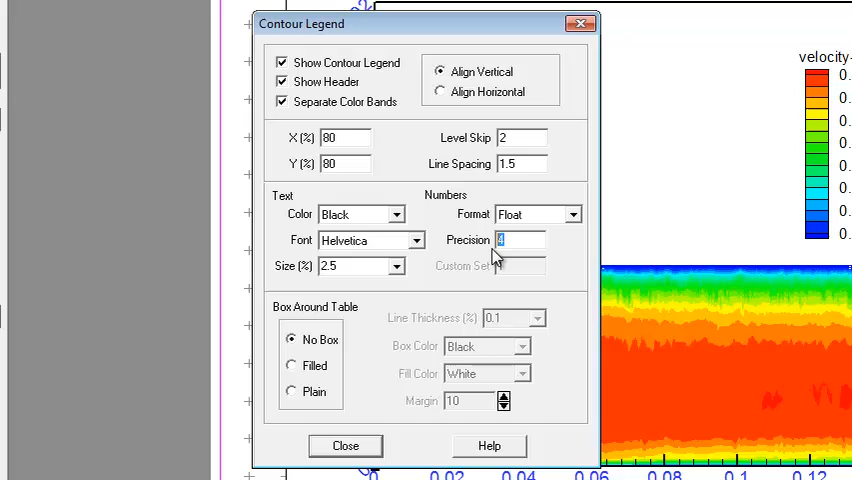 Contour Legend
Show Contour Legend
Show Header
Separate Color Bands
Align Vertical
Align Horizontal
X (%) 80
Y (%) 80
Level Skip 2
Line Spacing 1.5
Text
Color Black
Font Helvetica
Size (%) 2.5
Numbers
Format Float
Precision 4
Custom Set 1
Box Around Table
No Box
Filled
Plain
Line Thickness (%) 0.1
Box Color Black
Fill Color White
Margin 10
Close
Help
velocity-
0.
0.
0.
0.
0.
0.
0.
0
0.02
0.04
0.06
0.08
0.1
0.12